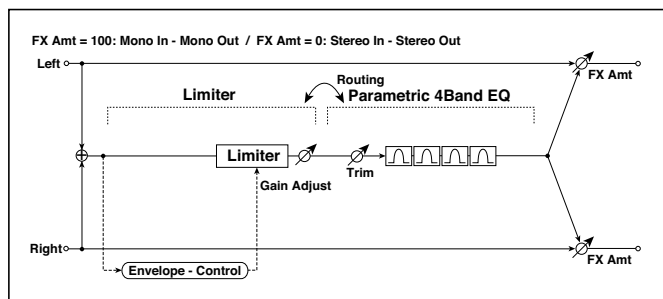 FX Amt = 100: Mono In - Mono Out / FX Amt = 0: Stereo In - Stereo Out
Left
FX Amt
Routing
Limiter
Parametric 4Band EQ
Limiter
Gain Adjust
Trim
Right
FX Amt
Envelope - Control